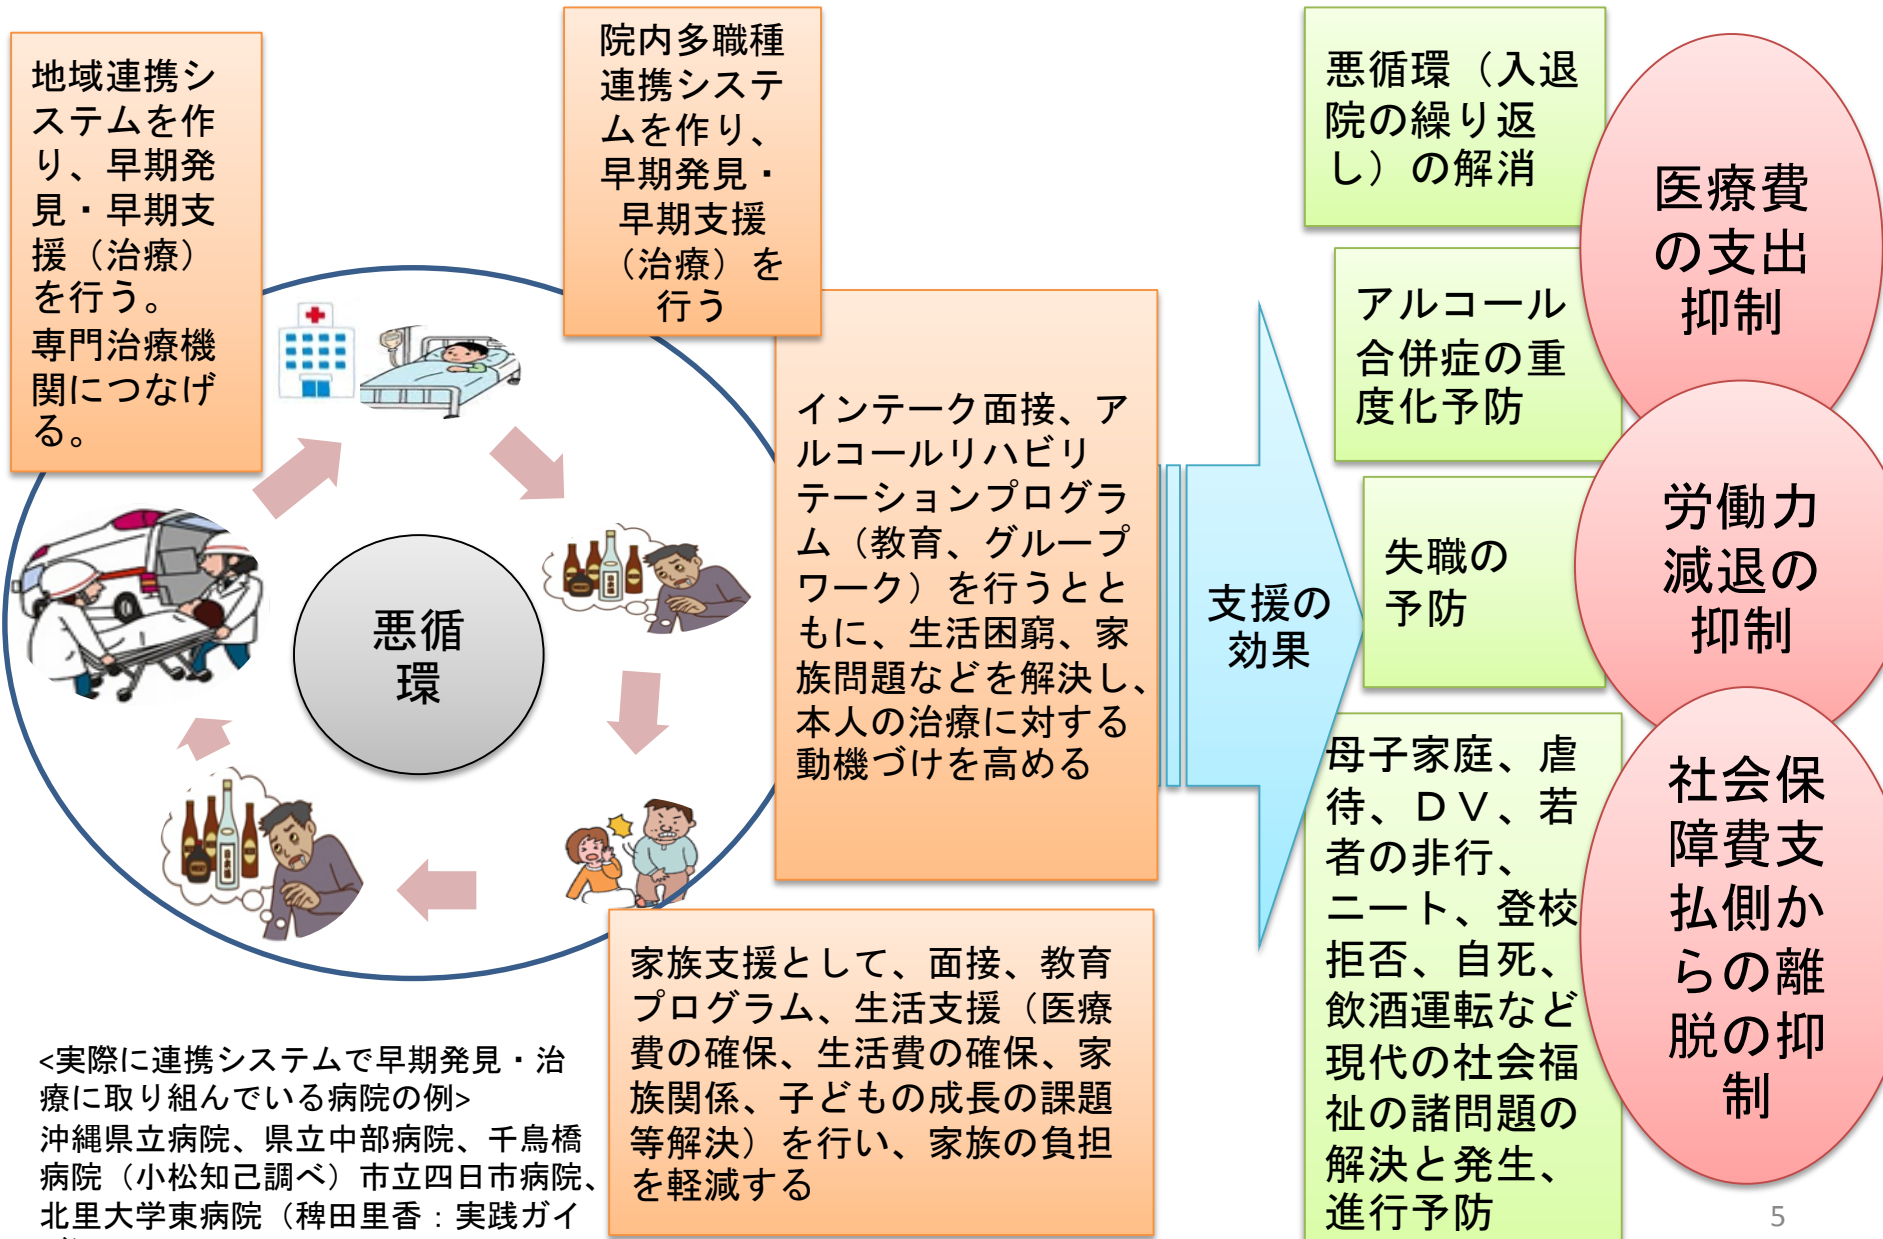 地域連携シ
ステムを作
り、早期発
見・早期支
援（治療）
を行う。
専門治療機
関につなげ
る。
院内多職種
連携システ
ムを作り、
早期発見・
早期支援
（治療）を
行う
インテーク面接、ア
ルコールリハビリ
テーションプログラ
ム（教育、グループ
ワーク）を行うとと
もに、生活困窮、家
族問題などを解決し、
本人の治療に対する
動機づけを高める
悪循
環
家族支援として、面接、教育
プログラム、生活支援（医療
費の確保、生活費の確保、家
族関係、子どもの成長の課題
等解決）を行い、家族の負担
を軽減する
<実際に連携システムで早期発見・治
療に取り組んでいる病院の例>
沖縄県立病院、県立中部病院、千鳥橋
病院（小松知己調べ）市立四日市病院、
北里大学東病院（稗田里香：実践ガイ
支援の
効果
悪循環（入退
院の繰り返
し）の解消
アルコール
合併症の重
度化予防
失職の
予防
母子家庭、虐
待、ＤＶ、若
者の非行、
ニート、登校
拒否、自死、
飲酒運転など
現代の社会福
祉の諸問題の
解決と発生、
進行予防
医療費
の支出
抑制
労働力
減退の
抑制
社会保
障費支
払側か
らの離
脱の抑
制
5